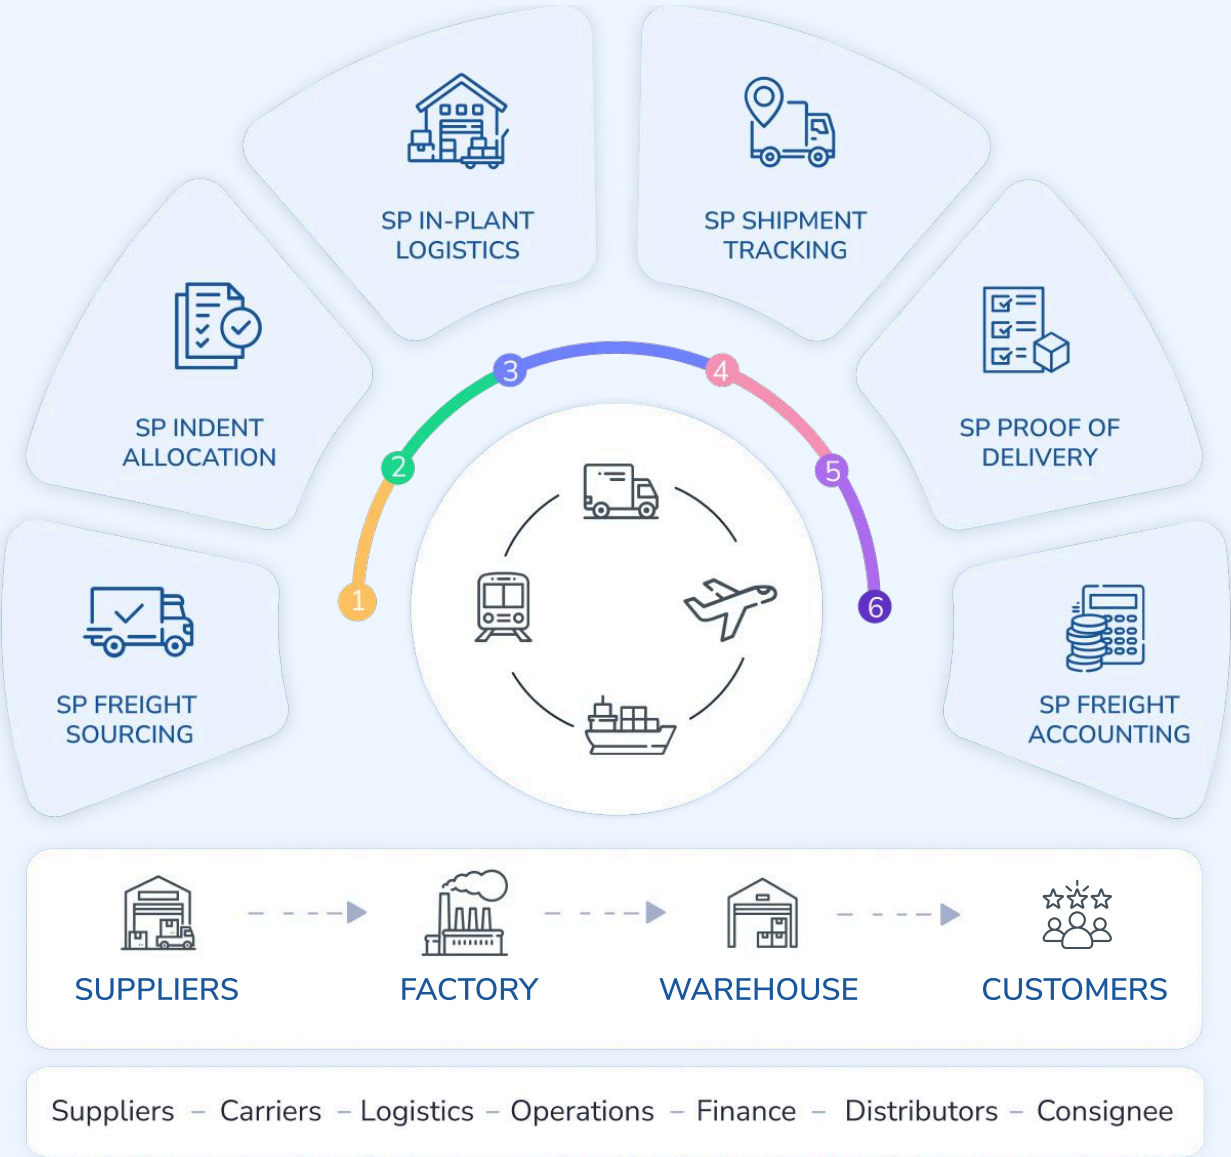 SP IN-PLANT
LOGISTICS
SP SHIPMENT
TRACKING
SP INDENT
ALLOCATION
SP PROOF OF
DELIVERY
SP FREIGHT
SOURCING
SP FREIGHT
ACCOUNTING
1
2
3
4
5
6
SUPPLIERS
FACTORY
WAREHOUSE
CUSTOMERS
Suppliers – Carriers – Logistics – Operations – Finance – Distributors – Consignee